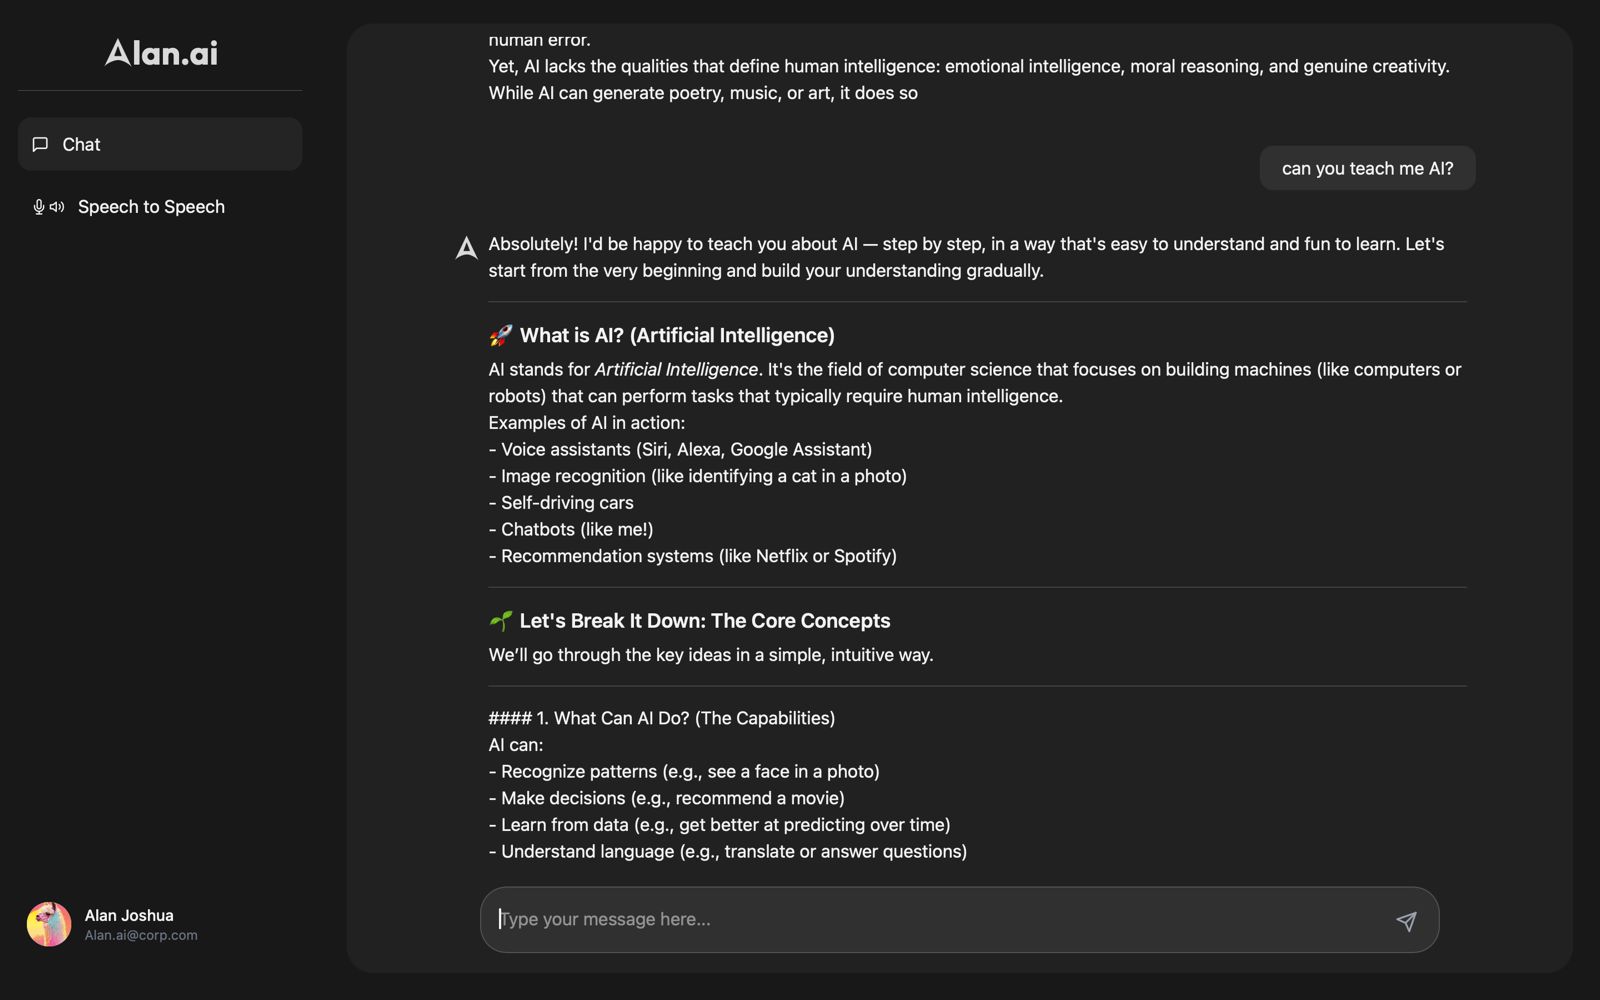 Alan.ai
Chat
Speech to Speech
Alan Joshua
Alan.ai@corp.com
human error.
Yet, AI lacks the qualities that define human intelligence: emotional intelligence, moral reasoning, and genuine creativity.
While AI can generate poetry, music, or art, it does so
can you teach me AI?
Absolutely! I'd be happy to teach you about AI — step by step, in a way that's easy to understand and fun to learn. Let's
start from the very beginning and build your understanding gradually.
🚀 What is AI? (Artificial Intelligence)
AI stands for Artificial Intelligence. It's the field of computer science that focuses on building machines (like computers or
robots) that can perform tasks that typically require human intelligence.
Examples of AI in action:
- Voice assistants (Siri, Alexa, Google Assistant)
- Image recognition (like identifying a cat in a photo)
- Self-driving cars
- Chatbots (like me!)
- Recommendation systems (like Netflix or Spotify)
🌱 Let's Break It Down: The Core Concepts
We’ll go through the key ideas in a simple, intuitive way.
#### 1. What Can AI Do? (The Capabilities)
AI can:
- Recognize patterns (e.g., see a face in a photo)
- Make decisions (e.g., recommend a movie)
- Learn from data (e.g., get better at predicting over time)
- Understand language (e.g., translate or answer questions)
Type your message here...